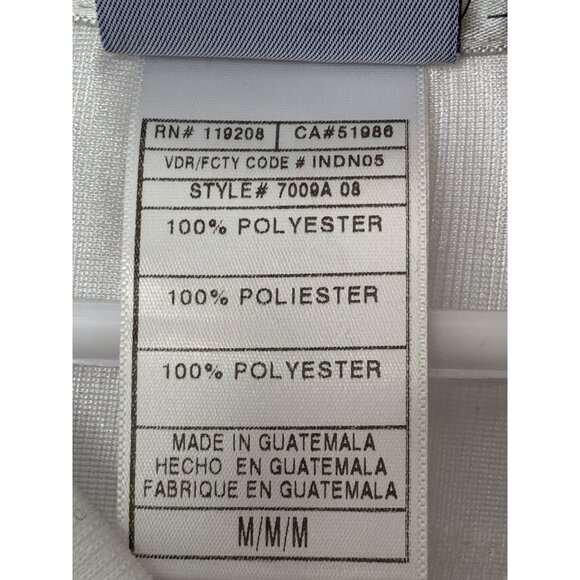 RN# 119208 CA#51986
VDR/FCTY CODE # INDN05
STYLE# 7009A 08
100% POLYESTER
100% POLIESTER
100% POLYESTER
MADE IN GUATEMALA
HECHO EN GUATEMALA
FABRIQUE EN GUATEMALA
M/M/M